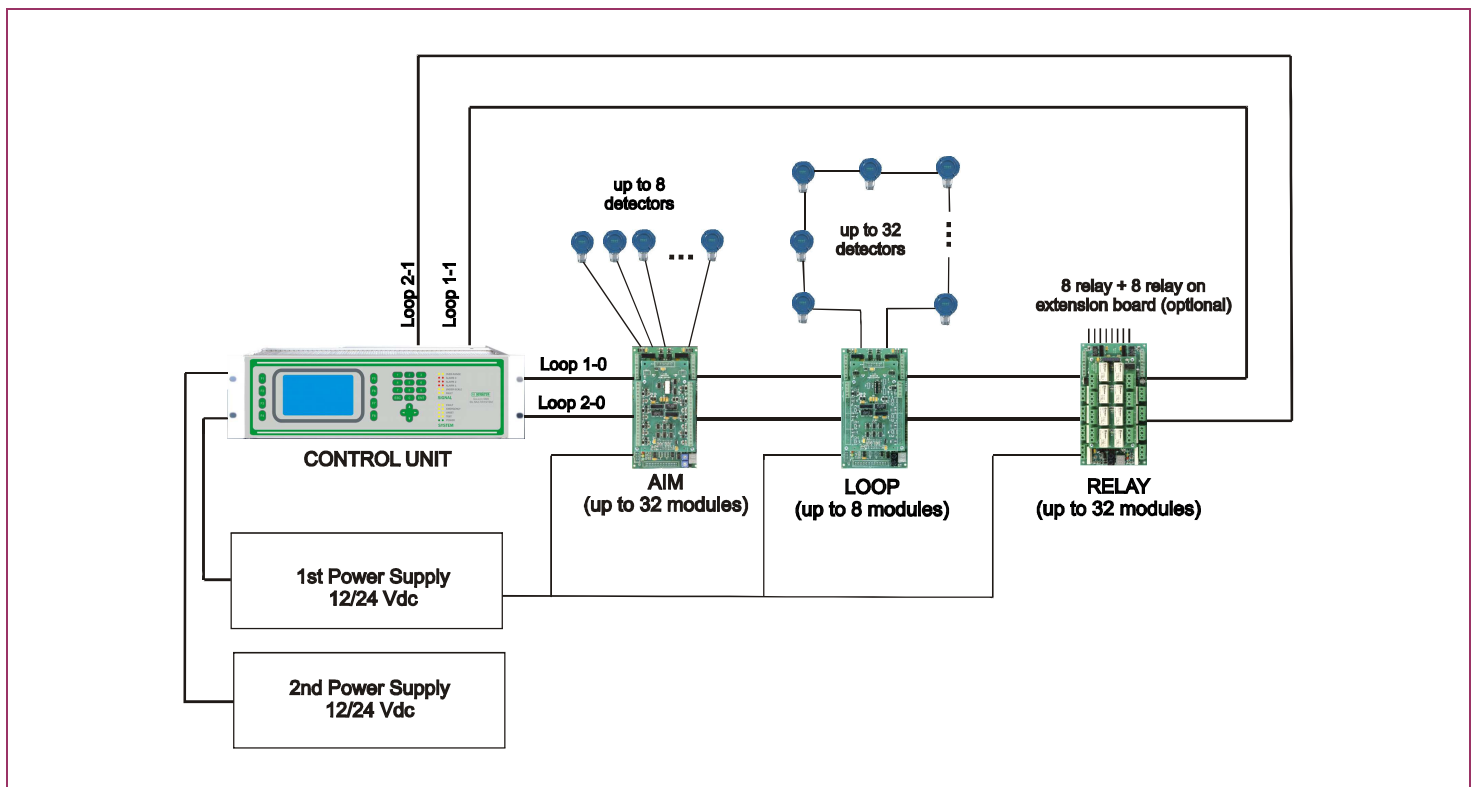 up to 8
detectors
up to 32
detectors
8 relay + 8 relay on
extension board (optional)
Loop 2-1
Loop 1-1
Loop 1-0
Loop 2-0
SIGNAL
SYSTEM
CONTROL UNIT
AIM
(up to 32 modules)
LOOP
(up to 8 modules)
RELAY
(up to 32 modules)
1st Power Supply
12/24 Vdc
2nd Power Supply
12/24 Vdc